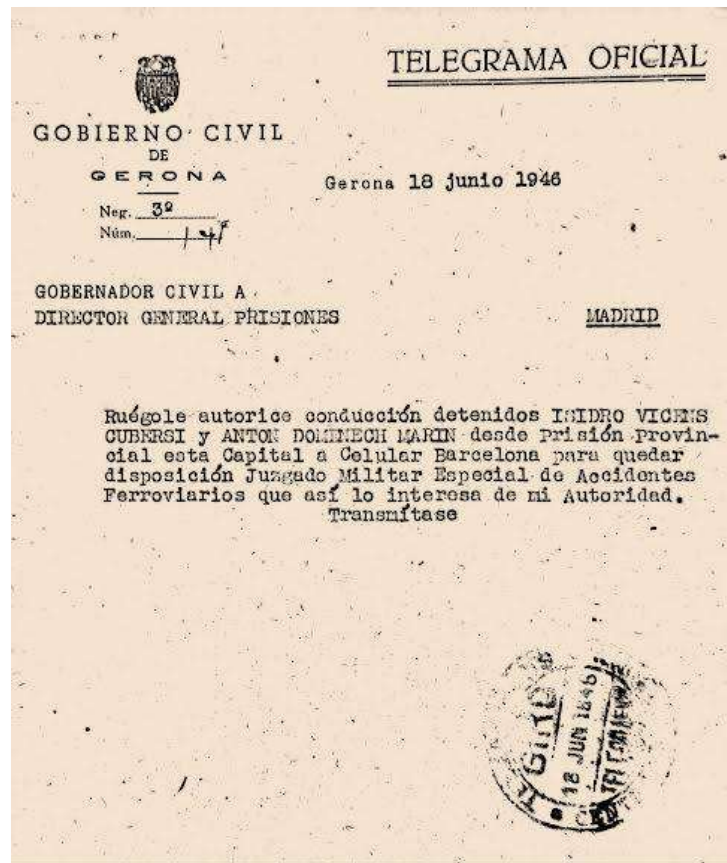 TELEGRAMA OFICIAL
GOBIERNO CIVIL
DE
GERONA
Gerona 18 junio 1946
Neg. 3º
Núm.
GOBERNADOR CIVIL A
DIRECTOR GENERAL PRISIONES MADRID
Ruégole autorice conducción detenidos ISIDRO VICENS
CUBERSI y ANTON DOMINECH MARIN desde Prisión Provin-
cial esta Capital a Celular Barcelona para quedar
disposición Juzgado Militar Especial de Accidentes
Ferroviarios que así lo interesa de mi Autoridad.
Transmítase
18 JUN 1946